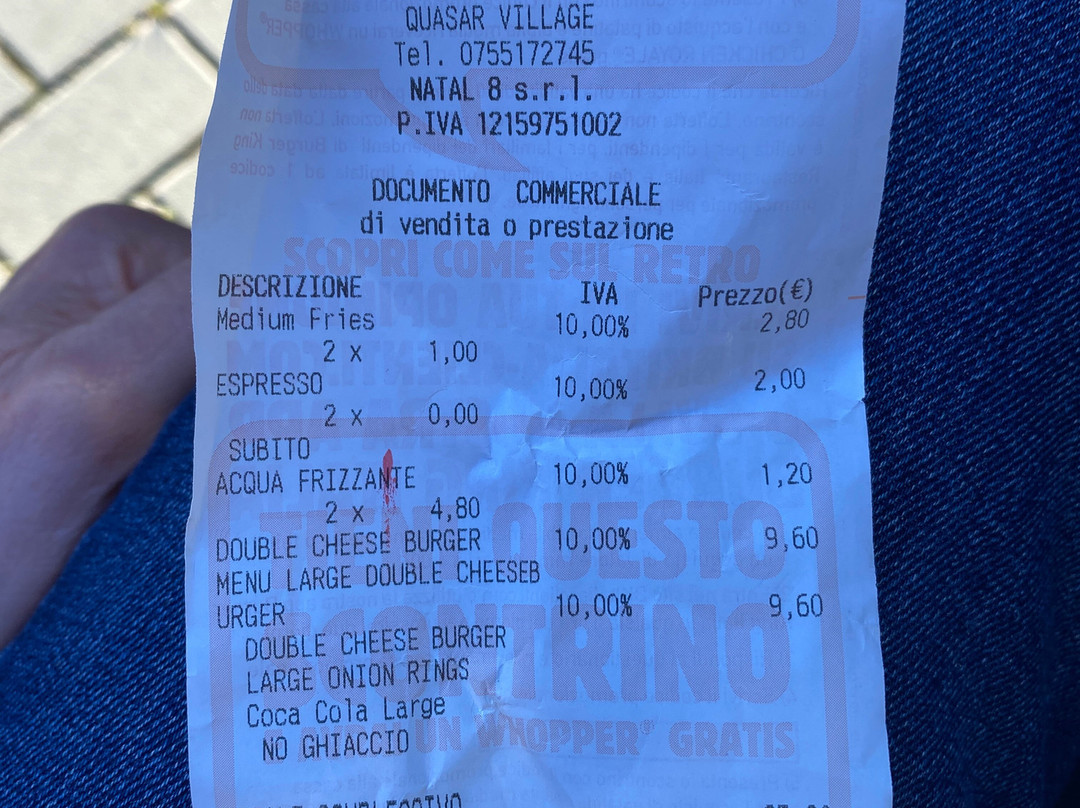 QUASAR VILLAGE
Tel. 0755172745
NATAL 8 s.r.l.
P.IVA 12159751002
DOCUMENTO COMMERCIALE
di vendita o prestazione
SCOPRI COME SUL RETRO
DESCRIZIONE IVA Prezzo(€)
Medium Fries 10,00% 2,80
2 x 1,00
ESPRESSO 10,00% 2,00
2 x 0,00
SUBITO
ACQUA FRIZZANTE 10,00% 1,20
2 x 4,80
DOUBLE CHEESE BURGER 10,00% 9,60
QUESTO
MENU LARGE DOUBLE CHEESEB
URGER 10,00% 9,60
SCONTRINO
DOUBLE CHEESE BURGER
LARGE ONION RINGS
Coca Cola Large
UN WHOPPER® GRATIS
NO GHIACCIO